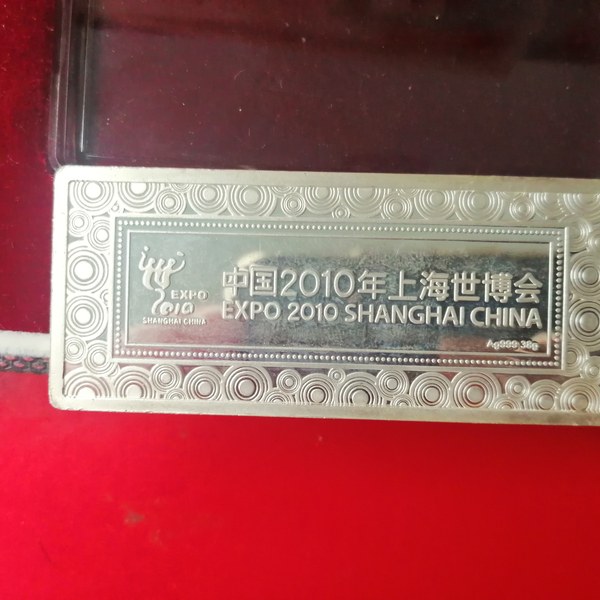 EXPO
2010
SHANGHAI CHINA
中国2010年上海世博会
EXPO 2010 SHANGHAI CHINA
Ag999 38g